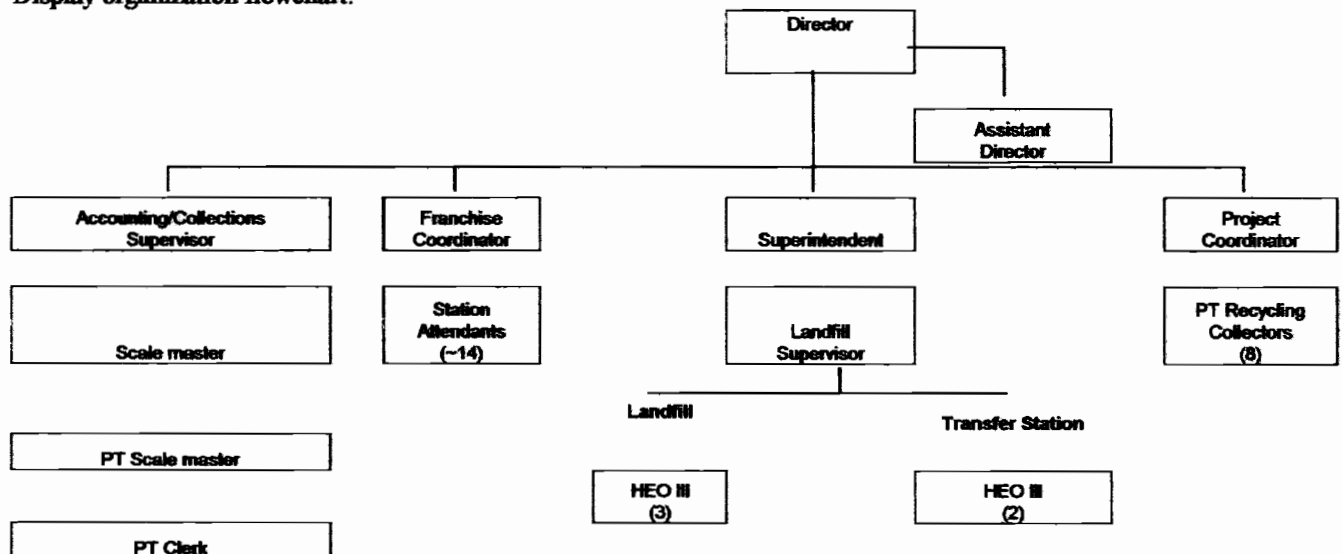 Display organization flowchart:
Director
Assistant
Director
Accounting/Collections
Supervisor
Franchise
Coordinator
Superintendent
Project
Coordinator
Scale master
Station
Attendants
(~14)
Landfill
Supervisor
PT Recycling
Collectors
(8)
Landfill
Transfer Station
PT Scale master
HEO III
(3)
HEO III
(2)
PT Clerk